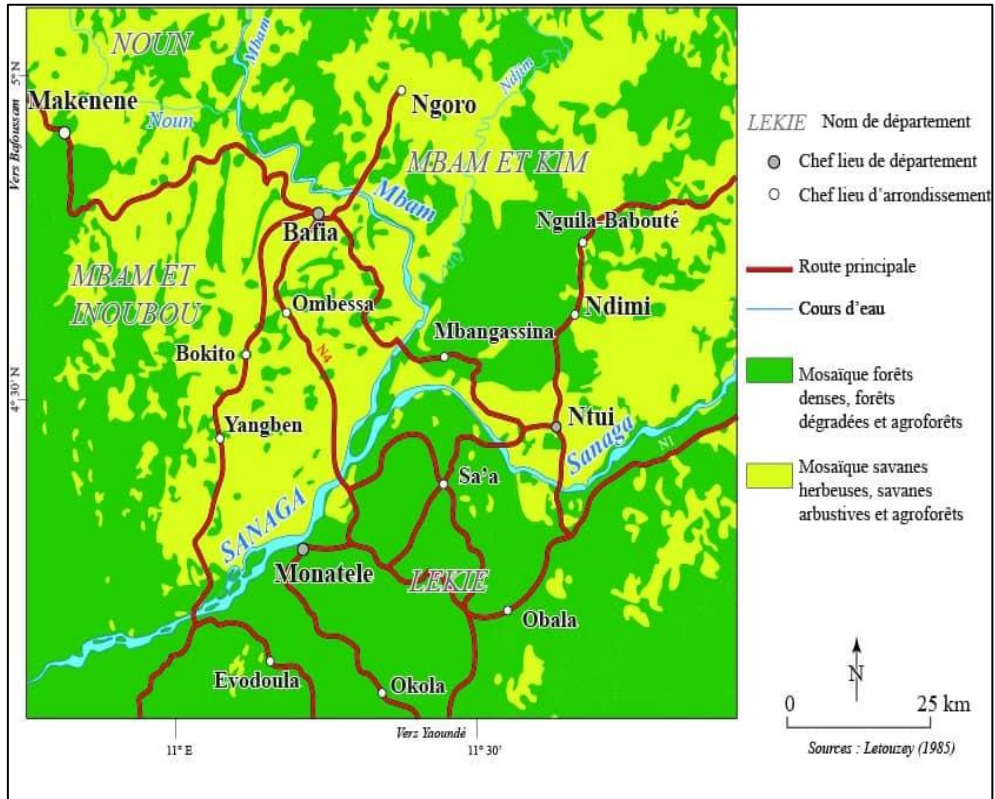 NOUN
Mbam
5° N
Makenene
Vers Bafoussam
Noun
Ngoro
Ndjim
MBAM ET KIM
Mbam
Bafia
Nguila-Babouté
MBAM ET
INOUBOU
Ombessa
Ndimi
Mbangassina
Bokito
N4
4° 30' N
Yangben
Ntui
Sanaga
N1
Sa'a
SANAGA
Monatele
LEKIE
Obala
Evodoula
Okola
11° E
Vers Yaoundé
11° 30'
LEKIE Nom de département
Chef lieu de département
Chef lieu d'arrondissement
Route principale
Cours d'eau
Mosaïque forêts
denses, forêts
dégradées et agroforêts
Mosaïque savanes
herbeuses, savanes
arbustives et agroforêts
N
0 25 km
Sources : Letouzey (1985)